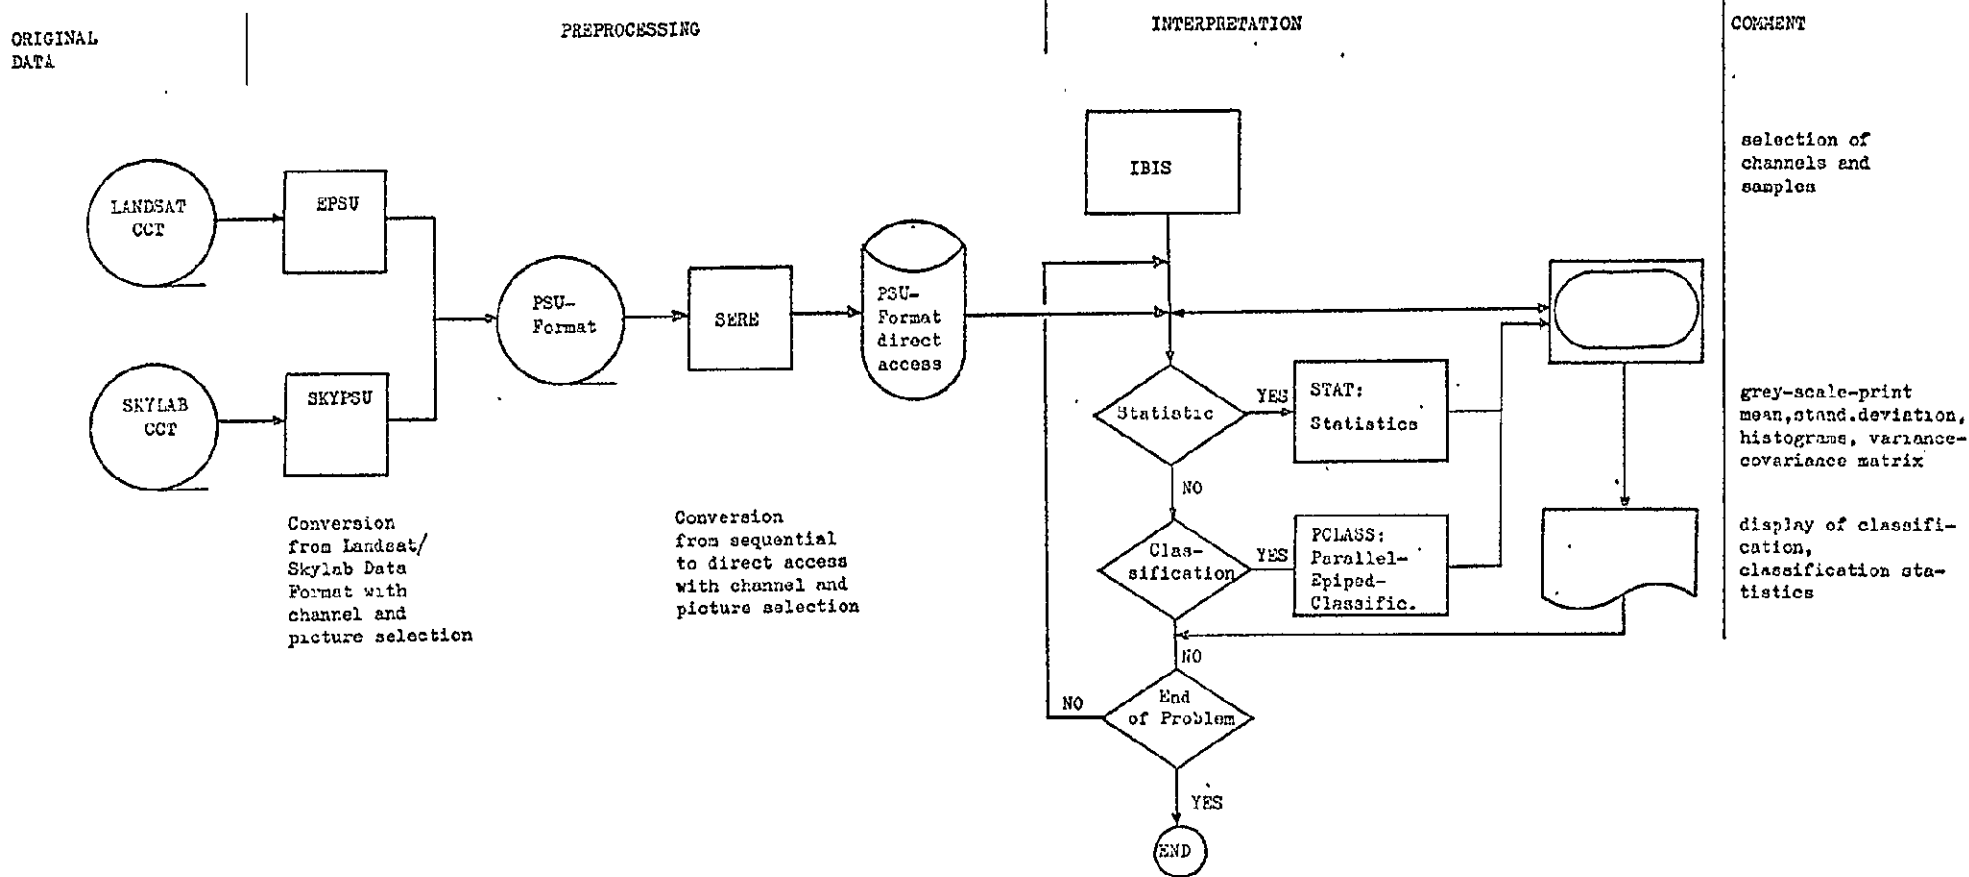 ORIGINAL
DATA
PREPROCESSING
INTERPRETATION
COMMENT
LANDSAT
CCT
EPSU
SKYLAB
CCT
SKYPSU
Conversion
from Landsat/
Skylab Data
Format with
channel and
picture selection
PSU-
Format
SERE
Conversion
from sequential
to direct access
with channel and
picture selection
PSU-
Format
direct
access
IBIS
Statistic
YES
STAT:
Statistics
NO
Clas-
sification
YES
PCLASS:
Parallel-
Epiped-
Classific.
NO
End
of Problem
NO
YES
END
selection of
channels and
samples
grey-scale-print
mean,stand.deviation,
histograms, variance-
covariance matrix
display of classifi-
cation,
classification sta-
tistics